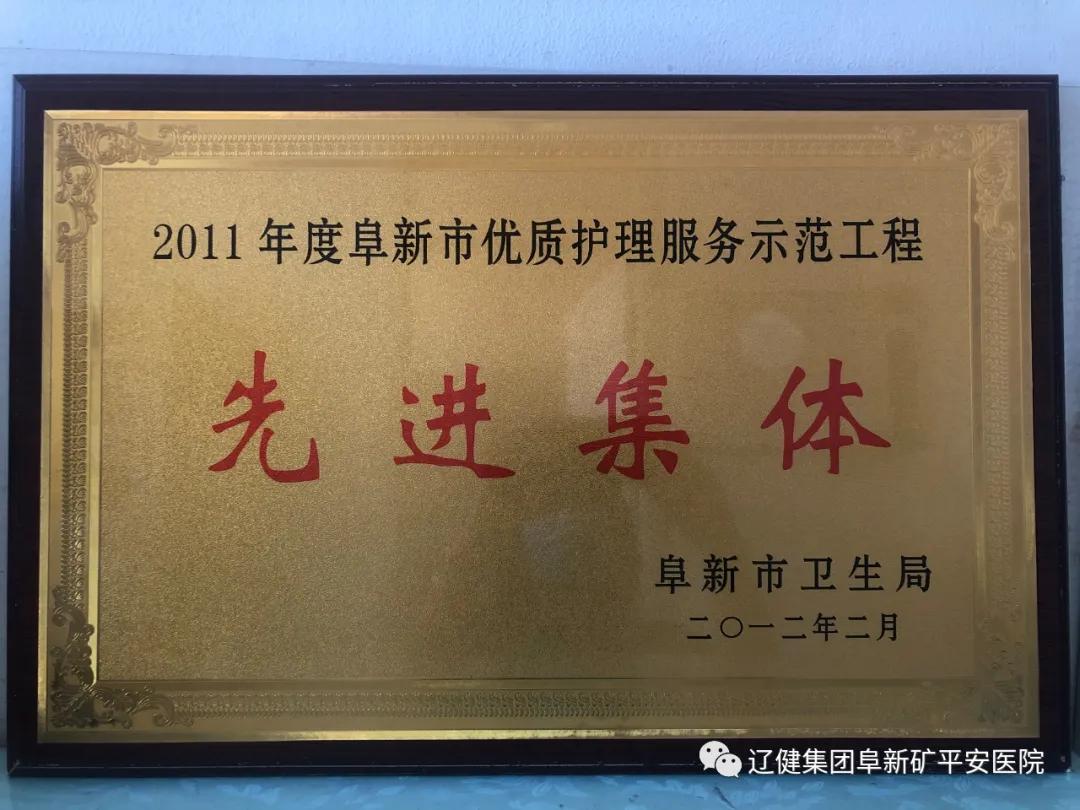 2011年度阜新市优质护理服务示范工程
先进集体
阜新市卫生局
二〇一二年二月
辽健集团阜新矿平安医院